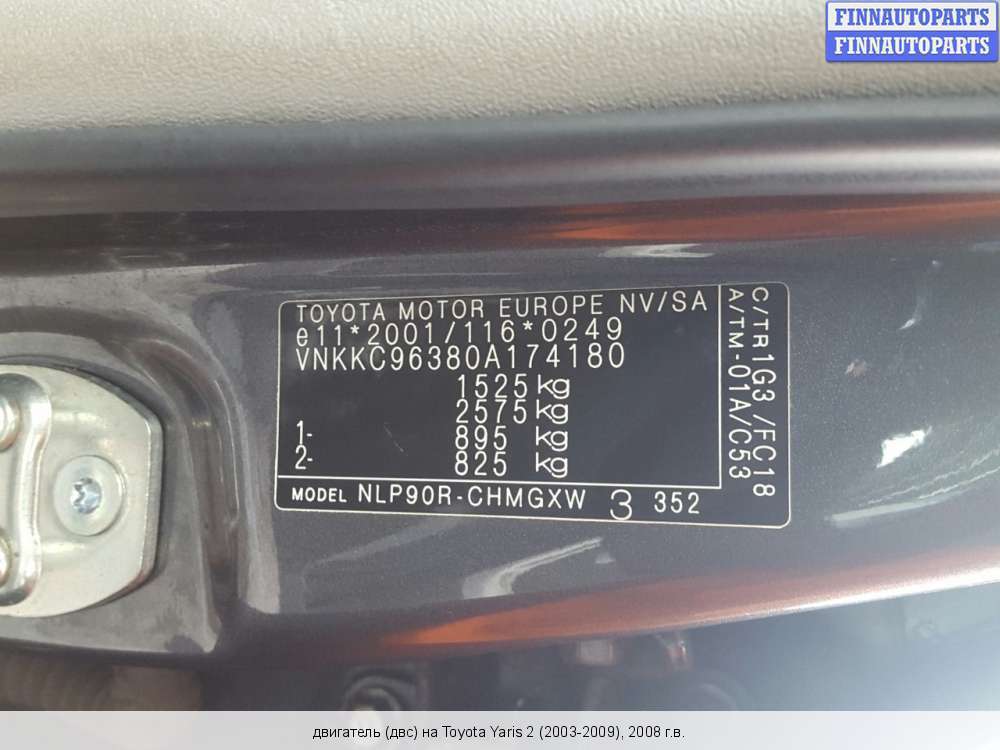 FINNAUTOPARTS
FINNAUTOPARTS
TOYOTA MOTOR EUROPE NV/SA
e11*2001/116*0249
VNKKC96380A174180
1525 kg
2575 kg
1- 895 kg
2- 825 kg
MODEL NLP90R-CHMGXW 3 352
C/TR1G3 /FC18
A/TM-01A/C53
двигатель (двс) на Toyota Yaris 2 (2003-2009), 2008 г.в.